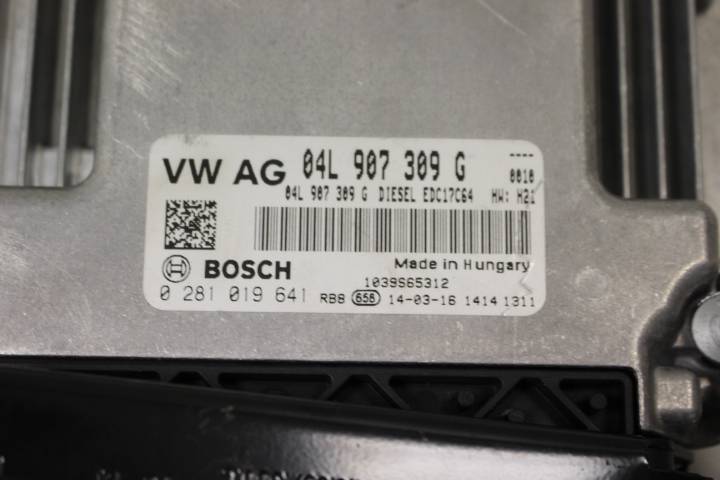 VW AG 04L 907 309 G ----
0010
04L 907 309 G DIESEL EDC17C64 HW: H21
BOSCH Made in Hungary
1039S65312
0 281 019 641 RB8 656 14-03-16 1414 1311